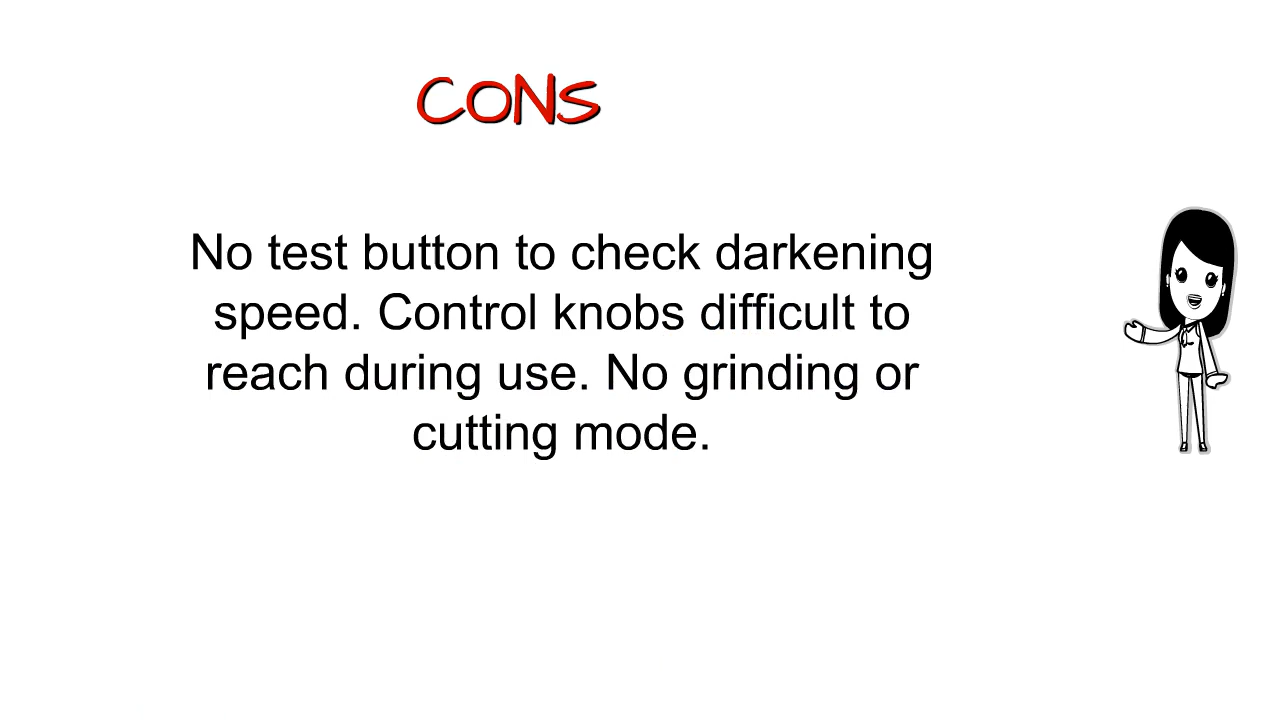 CONS
No test button to check darkening
speed. Control knobs difficult to
reach during use. No grinding or
cutting mode.